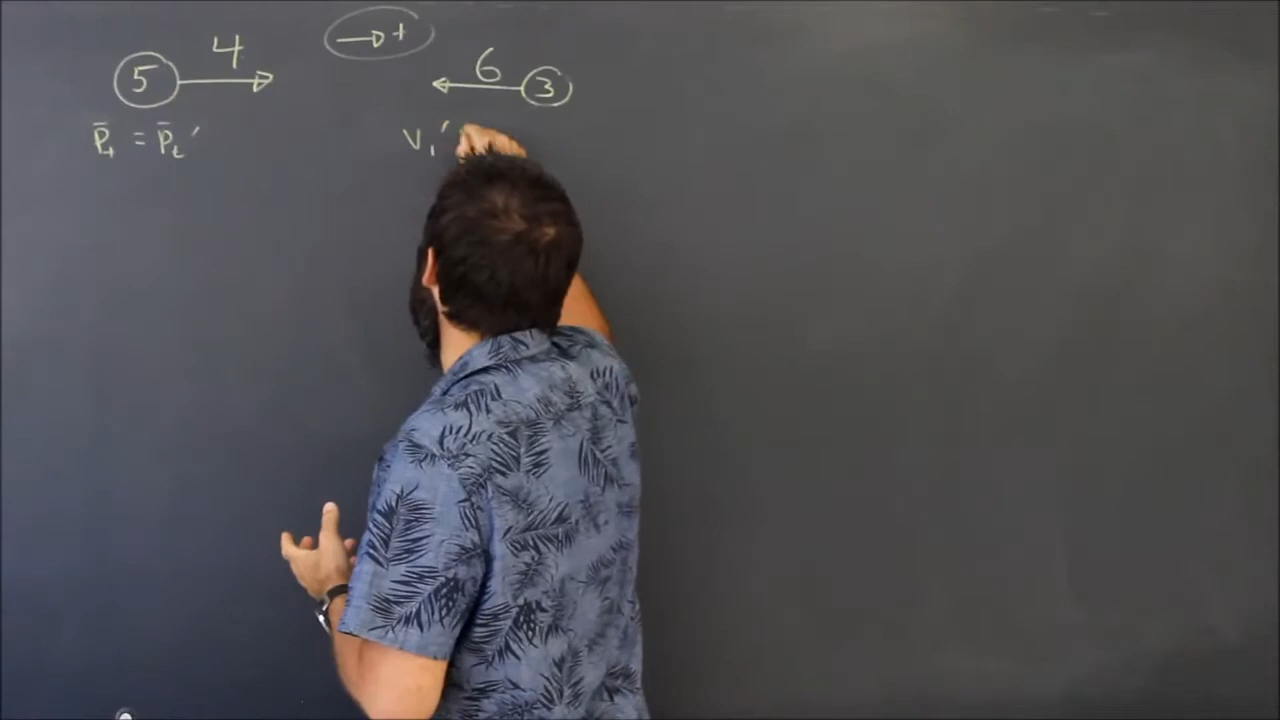 → +
5 4 → ← 6 3
P̄ₜ = P̄ₜ′ V₁′